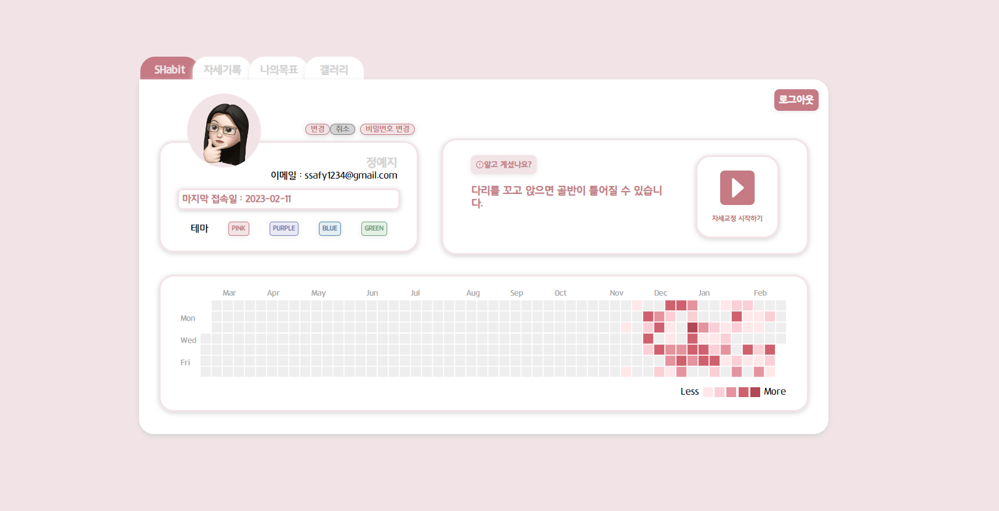 SHabit 자세기록 나의목표 갤러리
로그아웃
변경 취소 비밀번호 변경
정예지
이메일 : ssafy1234@gmail.com
마지막 접속일 : 2023-02-11
테마 PINK PURPLE BLUE GREEN
알고 계셨나요?
다리를 꼬고 앉으면 골반이 틀어질 수 있습니
다.
자세교정 시작하기
Mar Apr May Jun Jul Aug Sep Oct Nov Dec Jan Feb
Mon
Wed
Fri
Less More